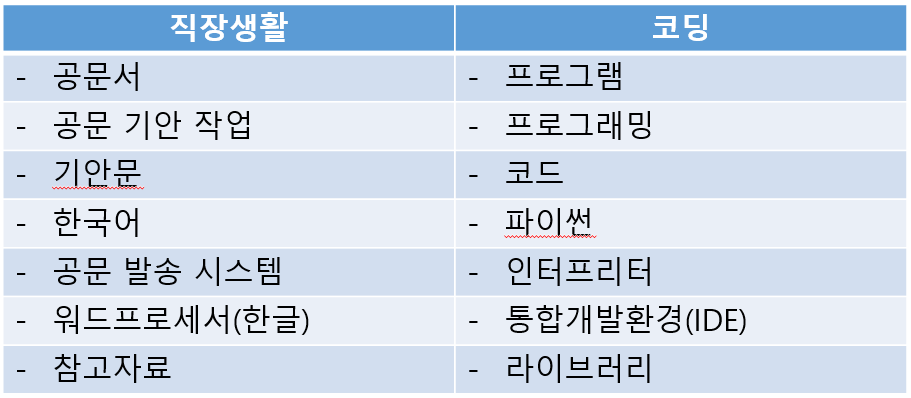 직장생활 코딩
- 공문서 - 프로그램
- 공문 기안 작업 - 프로그래밍
- 기안문 - 코드
- 한국어 - 파이썬
- 공문 발송 시스템 - 인터프리터
- 워드프로세서(한글) - 통합개발환경(IDE)
- 참고자료 - 라이브러리